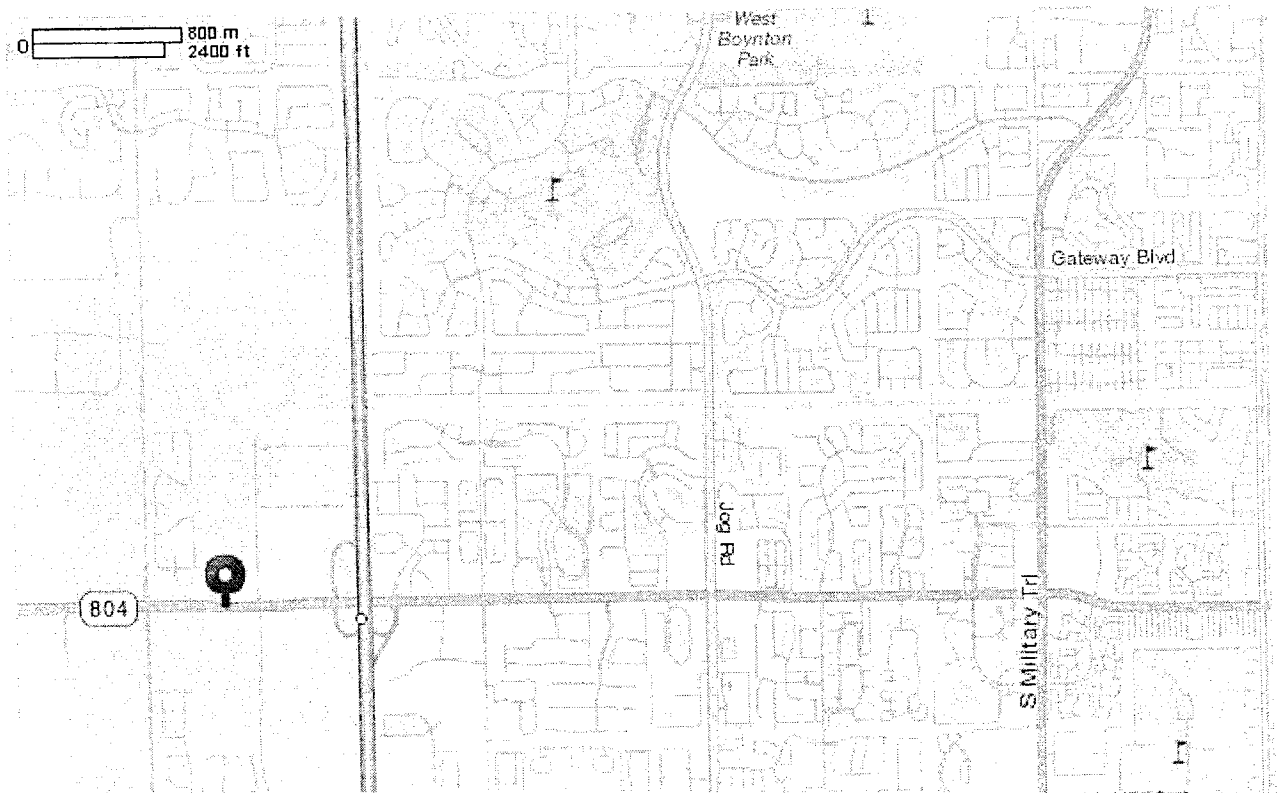 0
800 m
2400 ft
West
Boynton
Park
Gateway Blvd
Jog Rd
804
S Military Trl